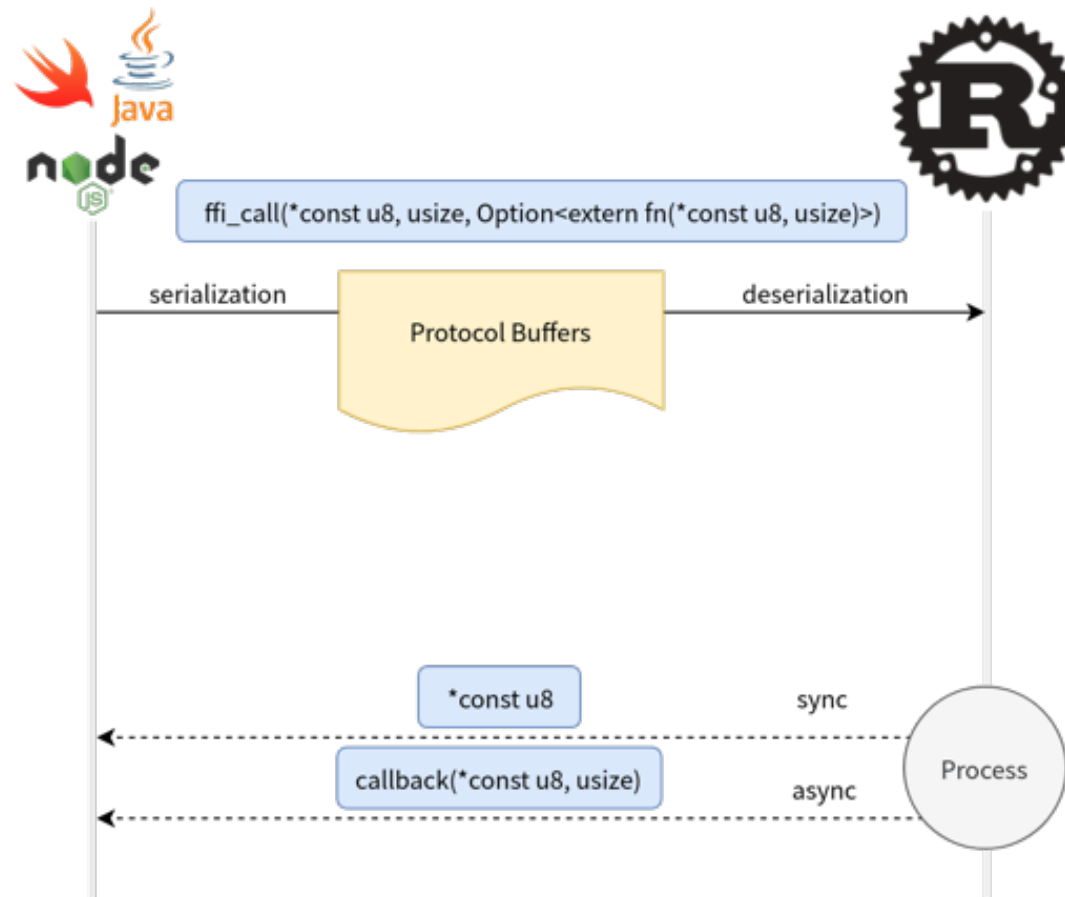 Java
node
JS
R
ffi_call(*const u8, usize, Option<extern fn(*const u8, usize)>)
serialization
deserialization
Protocol Buffers
*const u8
sync
callback(*const u8, usize)
Process
async